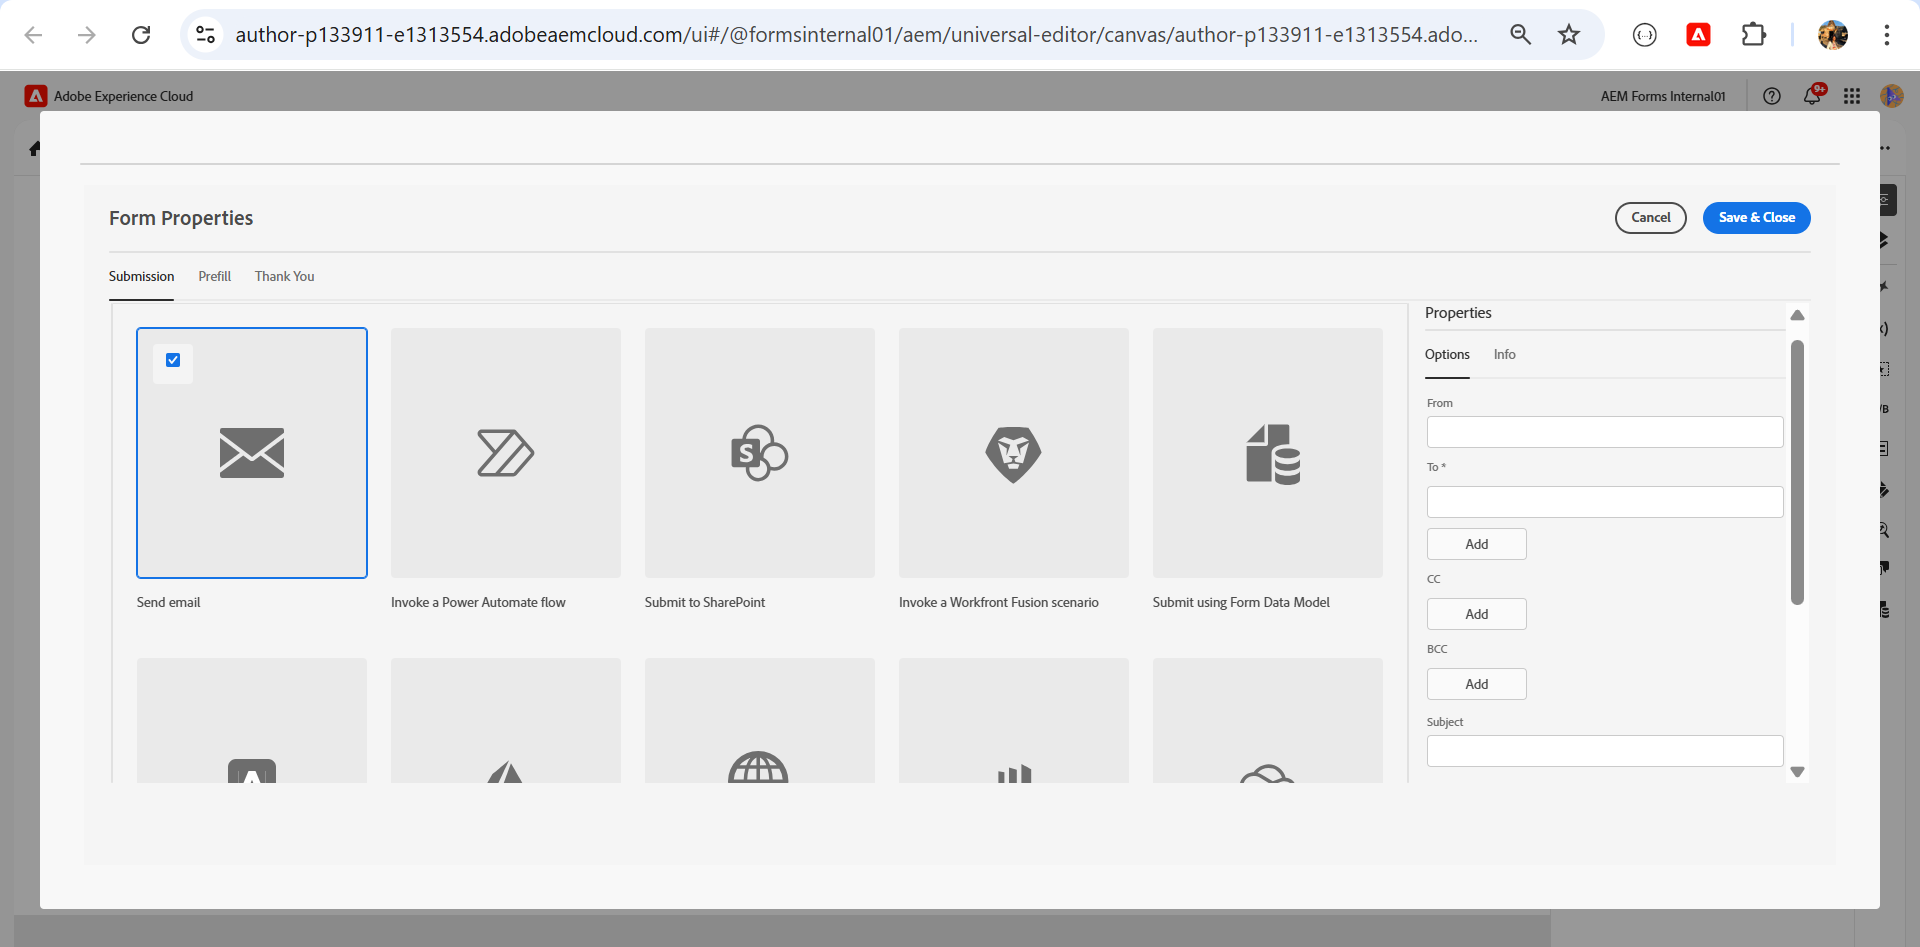 author-p133911-e1313554.adobeaemcloud.com/ui#/@formsinternal01/aem/universal-editor/canvas/author-p133911-e1313554.ado...
Adobe Experience Cloud
AEM Forms Internal01
9+
Form Properties
Cancel
Save & Close
Submission
Prefill
Thank You
Properties
Options
Info
From
To *
Add
CC
Add
BCC
Add
Subject
S
Send email
Invoke a Power Automate flow
Submit to SharePoint
Invoke a Workfront Fusion scenario
Submit using Form Data Model